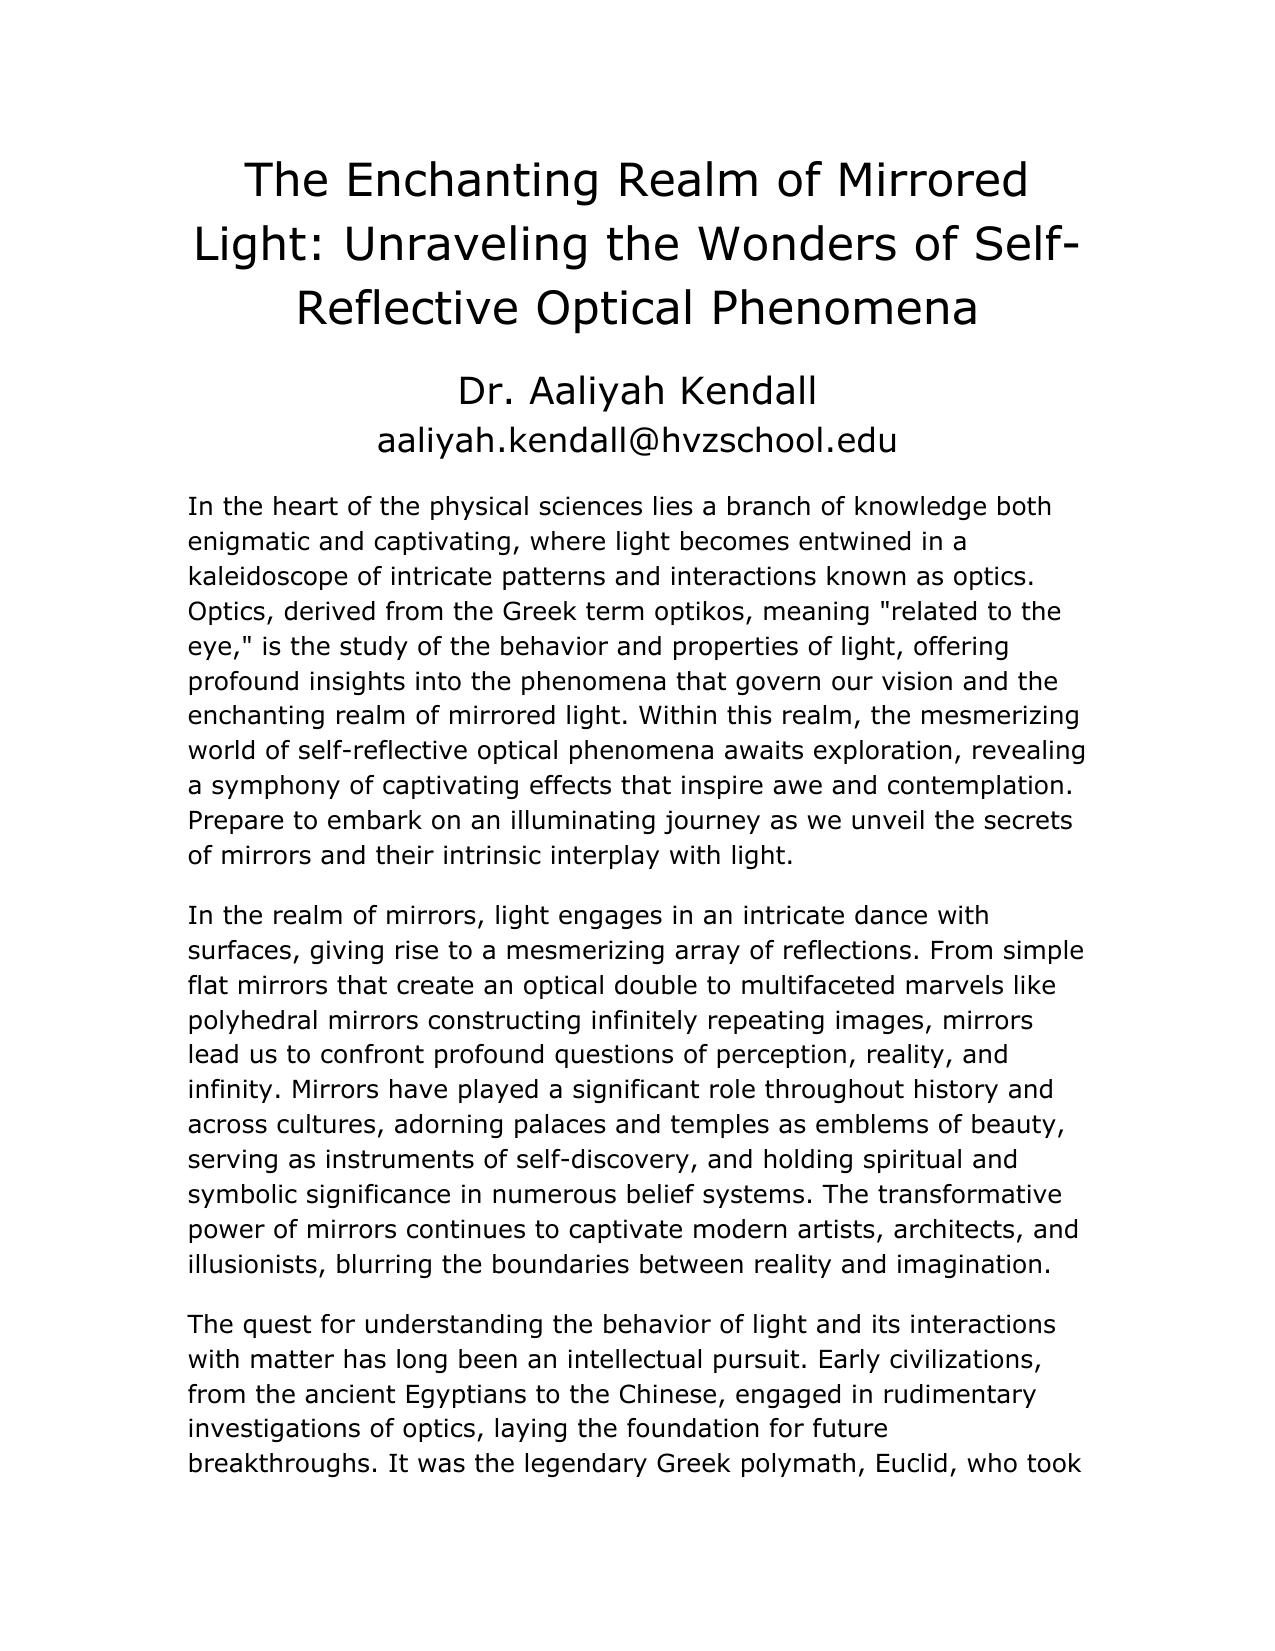 The Enchanting Realm of Mirrored
Light: Unraveling the Wonders of Self-
Reflective Optical Phenomena
Dr. Aaliyah Kendall
aaliyah.kendall@hvzschool.edu
In the heart of the physical sciences lies a branch of knowledge both
enigmatic and captivating, where light becomes entwined in a
kaleidoscope of intricate patterns and interactions known as optics.
Optics, derived from the Greek term optikos, meaning "related to the
eye," is the study of the behavior and properties of light, offering
profound insights into the phenomena that govern our vision and the
enchanting realm of mirrored light. Within this realm, the mesmerizing
world of self-reflective optical phenomena awaits exploration, revealing
a symphony of captivating effects that inspire awe and contemplation.
Prepare to embark on an illuminating journey as we unveil the secrets
of mirrors and their intrinsic interplay with light.
In the realm of mirrors, light engages in an intricate dance with
surfaces, giving rise to a mesmerizing array of reflections. From simple
flat mirrors that create an optical double to multifaceted marvels like
polyhedral mirrors constructing infinitely repeating images, mirrors
lead us to confront profound questions of perception, reality, and
infinity. Mirrors have played a significant role throughout history and
across cultures, adorning palaces and temples as emblems of beauty,
serving as instruments of self-discovery, and holding spiritual and
symbolic significance in numerous belief systems. The transformative
power of mirrors continues to captivate modern artists, architects, and
illusionists, blurring the boundaries between reality and imagination.
The quest for understanding the behavior of light and its interactions
with matter has long been an intellectual pursuit. Early civilizations,
from the ancient Egyptians to the Chinese, engaged in rudimentary
investigations of optics, laying the foundation for future
breakthroughs. It was the legendary Greek polymath, Euclid, who took